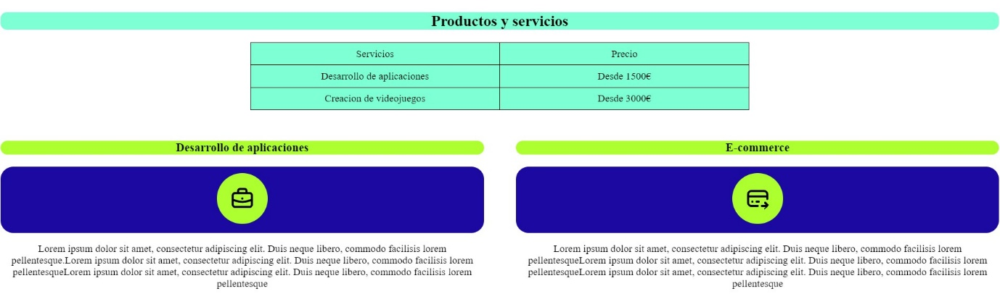 Productos y servicios
Servicios Precio
Desarrollo de aplicaciones Desde 1500€
Creacion de videojuegos Desde 3000€
Desarrollo de aplicaciones
Lorem ipsum dolor sit amet, consectetur adipiscing elit. Duis neque libero, commodo facilisis lorem
pellentesque.Lorem ipsum dolor sit amet, consectetur adipiscing elit. Duis neque libero, commodo facilisis lorem
pellentesqueLorem ipsum dolor sit amet, consectetur adipiscing elit. Duis neque libero, commodo facilisis lorem
pellentesque
E-commerce
Lorem ipsum dolor sit amet, consectetur adipiscing elit. Duis neque libero, commodo facilisis lorem
pellentesqueLorem ipsum dolor sit amet, consectetur adipiscing elit. Duis neque libero, commodo facilisis lorem
pellentesqueLorem ipsum dolor sit amet, consectetur adipiscing elit. Duis neque libero, commodo facilisis lorem
pellentesque